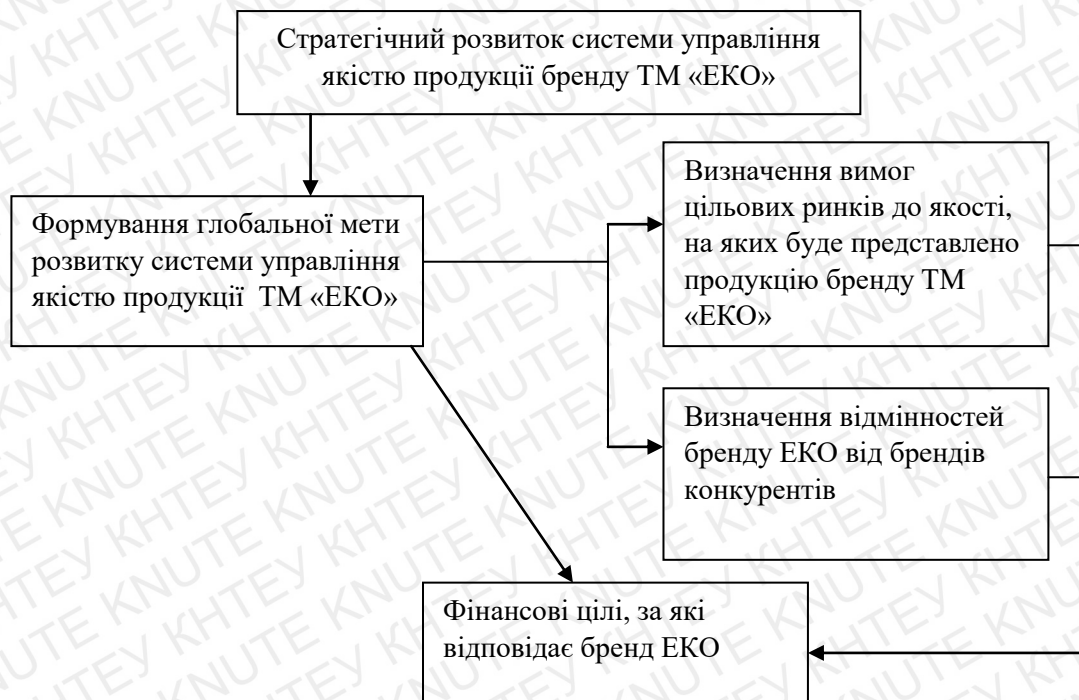 Стратегічний розвиток системи управління
якістю продукції бренду ТМ «ЕКО»
Формування глобальної мети
розвитку системи управління
якістю продукції ТМ «ЕКО»
Визначення вимог
цільових ринків до якості,
на яких буде представлено
продукцію бренду ТМ
«ЕКО»
Визначення відмінностей
бренду ЕКО від брендів
конкурентів
Фінансові цілі, за які
відповідає бренд ЕКО